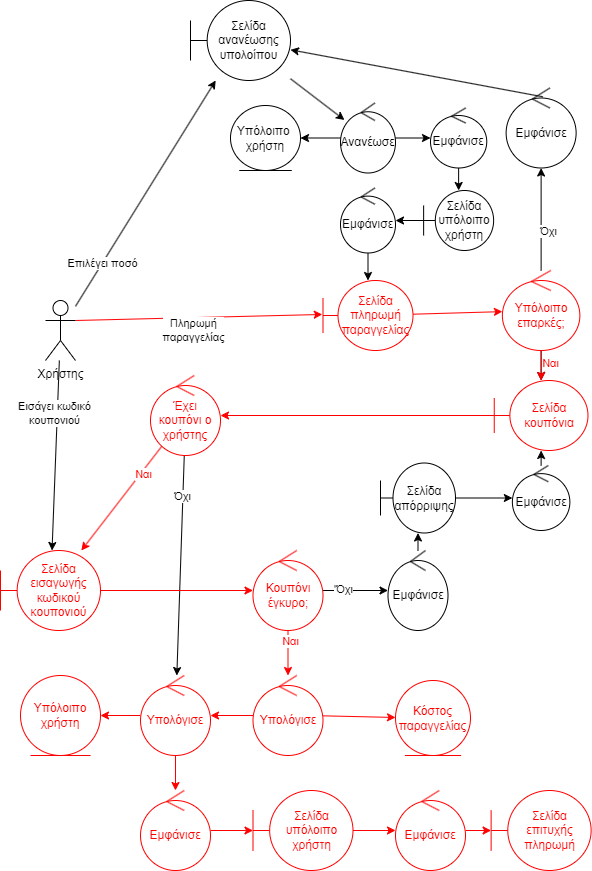 Σελίδα
ανανέωσης
υπολοίπου
Υπόλοιπο
χρήστη
Ανανέωσε
Εμφάνισε
Εμφάνισε
Εμφάνισε
Σελίδα
υπόλοιπο
χρήστη
Όχι
Επιλέγει ποσό
Σελίδα
πληρωμή
παραγγελίας
Υπόλοιπο
επαρκές;
Πληρωμή
παραγγελίας
Ναι
Χρήστης
Εισάγει κωδικό
κουπονιού
Έχει
κουπόνι ο
χρήστης
Σελίδα
κουπόνια
Ναι
Όχι
Σελίδα
απόρριψης
Εμφάνισε
Σελίδα
εισαγωγής
κωδικού
κουπονιού
Κουπόνι
έγκυρο;
"Όχι
Εμφάνισε
Ναι
Υπόλοιπο
χρήστη
Υπολόγισε
Υπολόγισε
Κόστος
παραγγελίας
Εμφάνισε
Σελίδα
υπόλοιπο
χρήστη
Εμφάνισε
Σελίδα
επιτυχής
πληρωμή